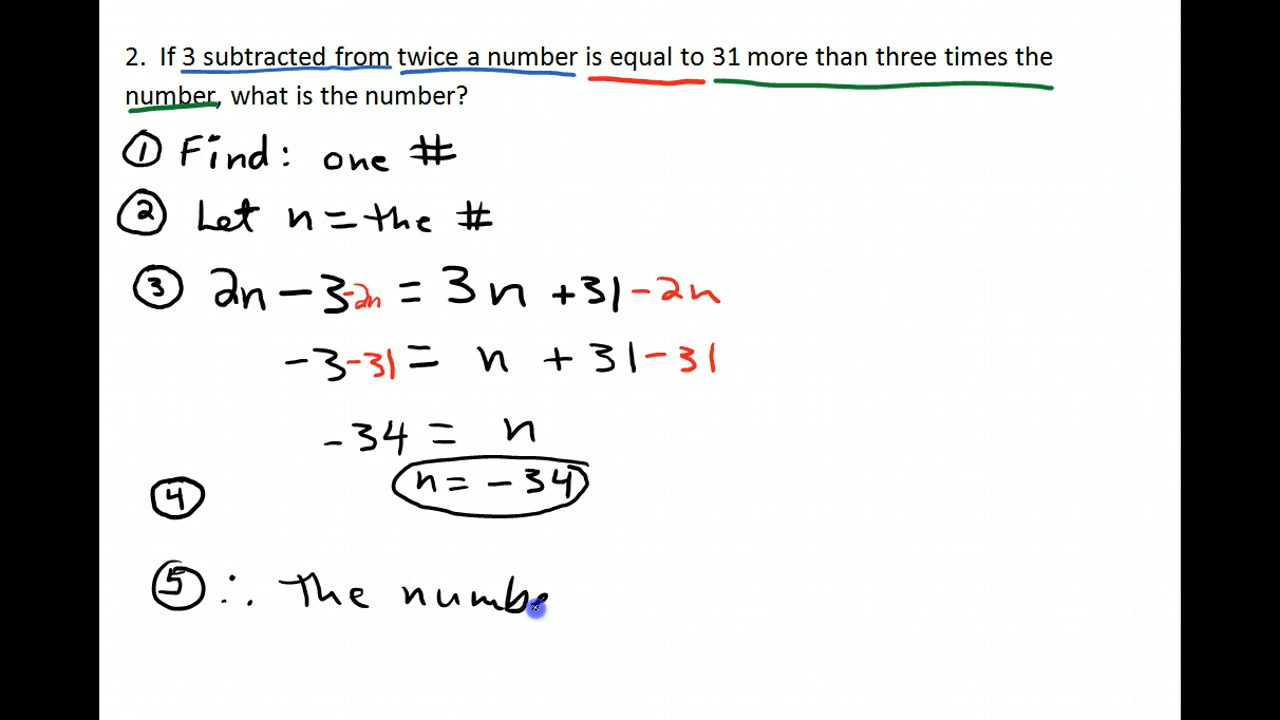 2. If 3 subtracted from twice a number is equal to 31 more than three times the
number, what is the number?
① Find: one #
② Let n = the #
③ 2n - 3 -2n = 3n + 31 - 2n
-3 - 31 = n + 31 - 31
-34 = n
n = -34
④
⑤ ∴ The numbe